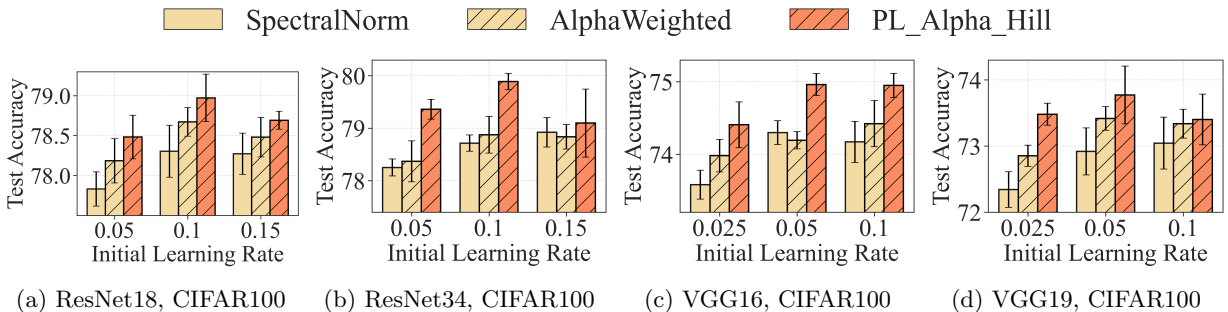 SpectralNorm AlphaWeighted PL_Alpha_Hill
Test Accuracy
79.0
78.5
78.0
0.05 0.1 0.15
Initial Learning Rate
(a) ResNet18, CIFAR100
Test Accuracy
80
79
78
0.05 0.1 0.15
Initial Learning Rate
(b) ResNet34, CIFAR100
Test Accuracy
75
74
0.025 0.05 0.1
Initial Learning Rate
(c) VGG16, CIFAR100
Test Accuracy
74
73
72
0.025 0.05 0.1
Initial Learning Rate
(d) VGG19, CIFAR100